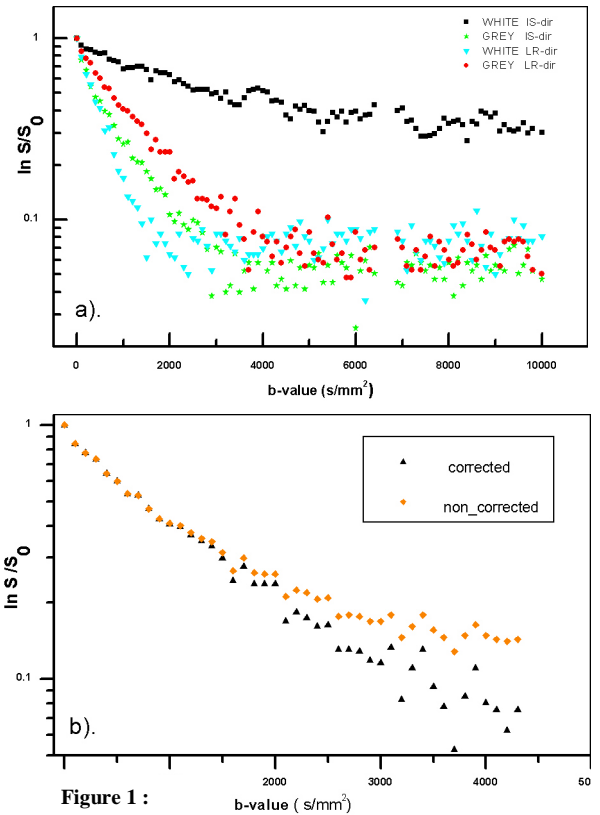 WHITE IS-dir
GREY IS-dir
WHITE LR-dir
GREY LR-dir
1
0.1
ln S/S0
a).
0 2000 4000 6000 8000 10000
b-value (s/mm2)
1
0.1
ln S/S0
corrected
non_corrected
b).
2000 3000 4000 50
Figure 1 :
b-value ( s/mm2)